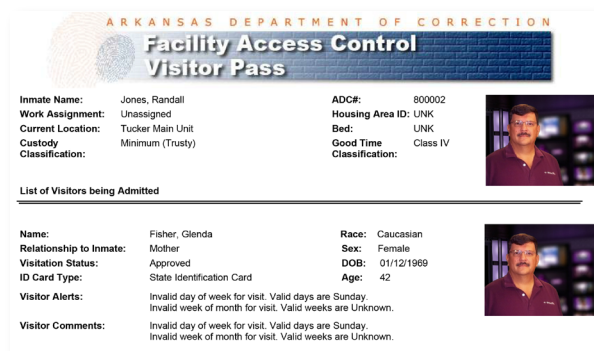 ARKANSAS DEPARTMENT OF CORRECTION
Facility Access Control
Visitor Pass
Inmate Name: Jones, Randall ADC#: 800002
Work Assignment: Unassigned Housing Area ID: UNK
Current Location: Tucker Main Unit Bed: UNK
Custody Minimum (Trusty) Good Time Class IV
Classification: Classification:
List of Visitors being Admitted
Name: Fisher, Glenda Race: Caucasian
Relationship to Inmate: Mother Sex: Female
Visitation Status: Approved DOB: 01/12/1969
ID Card Type: State Identification Card Age: 42
Visitor Alerts: Invalid day of week for visit. Valid days are Sunday.
Invalid week of month for visit. Valid weeks are Unknown.
Visitor Comments: Invalid day of week for visit. Valid days are Sunday.
Invalid week of month for visit. Valid weeks are Unknown.